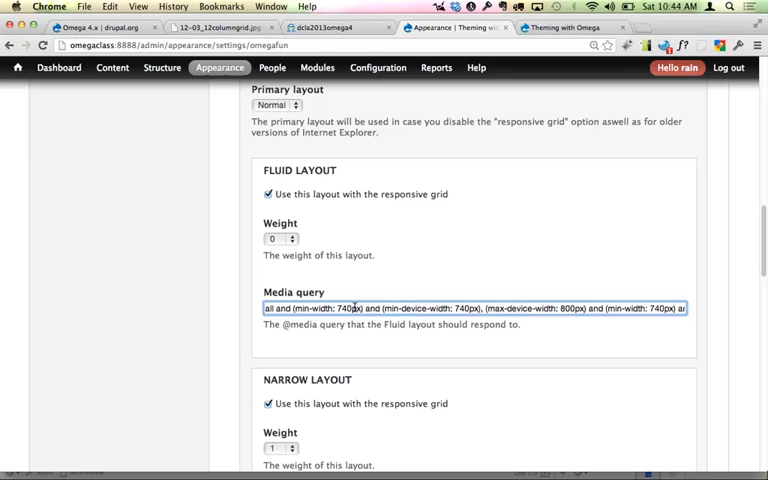 Chrome File Edit View History Bookmarks Window Help Sat 10:44 AM
Omega 4.x | drupal.org 12-03_12columngrid.jpg dcla2013omega4 Appearance | Theming wit Theming with Omega
omegaclass:8888/admin/appearance/settings/omegafun
Dashboard Content Structure Appearance People Modules Configuration Reports Help Hello rain Log out
Primary layout
Normal
The primary layout will be used in case you disable the "responsive grid" option aswell as for older
versions of Internet Explorer.
FLUID LAYOUT
Use this layout with the responsive grid
Weight
0
The weight of this layout.
Media query
all and (min-width: 740px) and (min-device-width: 740px), (max-device-width: 800px) and (min-width: 740px) ar
The @media query that the Fluid layout should respond to.
NARROW LAYOUT
Use this layout with the responsive grid
Weight
1
The weight of this layout.